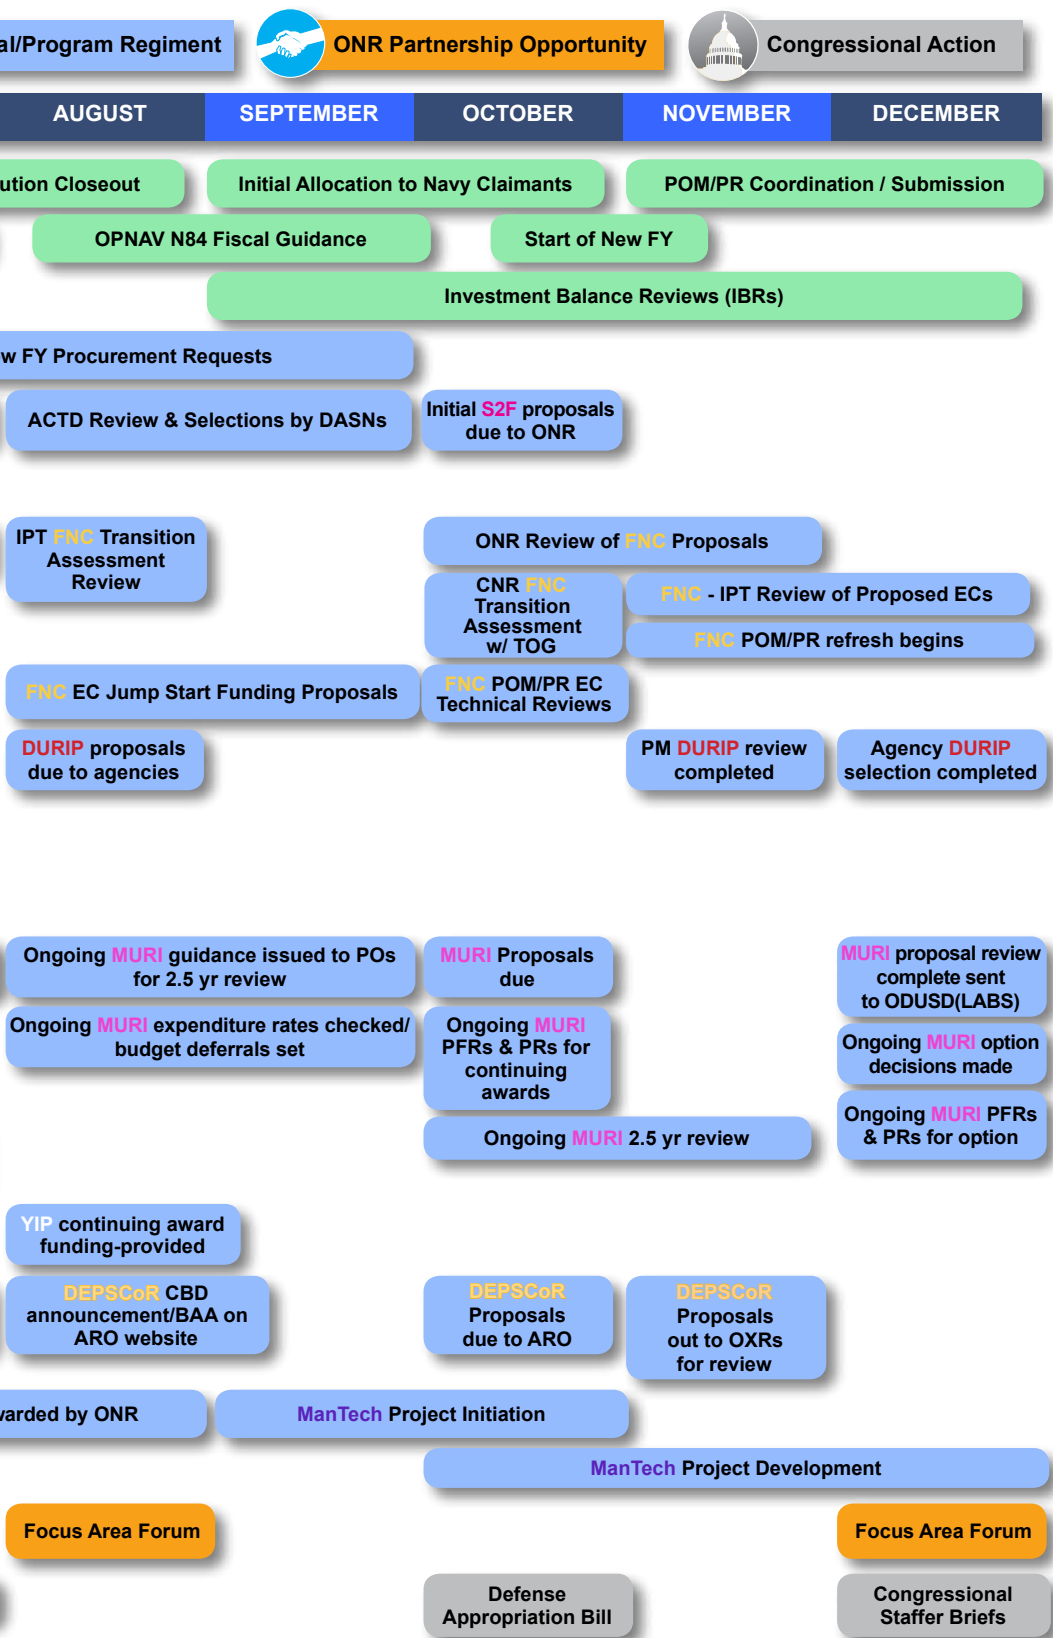 al/Program Regiment
ONR Partnership Opportunity
Congressional Action
AUGUST
SEPTEMBER
OCTOBER
NOVEMBER
DECEMBER
ution Closeout
Initial Allocation to Navy Claimants
POM/PR Coordination / Submission
OPNAV N84 Fiscal Guidance
Start of New FY
Investment Balance Reviews (IBRs)
w FY Procurement Requests
ACTD Review & Selections by DASNs
Initial S2F proposals
due to ONR
IPT FNC Transition
Assessment
Review
ONR Review of FNC Proposals
CNR FNC
Transition
Assessment
w/ TOG
FNC - IPT Review of Proposed ECs
FNC POM/PR refresh begins
FNC EC Jump Start Funding Proposals
FNC POM/PR EC
Technical Reviews
DURIP proposals
due to agencies
PM DURIP review
completed
Agency DURIP
selection completed
Ongoing MURI guidance issued to POs
for 2.5 yr review
MURI Proposals
due
MURI proposal review
complete sent
to ODUSD(LABS)
Ongoing MURI expenditure rates checked/
budget deferrals set
Ongoing MURI
PFRs & PRs for
continuing
awards
Ongoing MURI option
decisions made
Ongoing MURI PFRs
& PRs for option
Ongoing MURI 2.5 yr review
YIP continuing award
funding-provided
DEPSCoR CBD
announcement/BAA on
ARO website
DEPSCoR
Proposals
due to ARO
DEPSCoR
Proposals
out to OXRs
for review
warded by ONR
ManTech Project Initiation
ManTech Project Development
Focus Area Forum
Focus Area Forum
Defense
Appropriation Bill
Congressional
Staffer Briefs